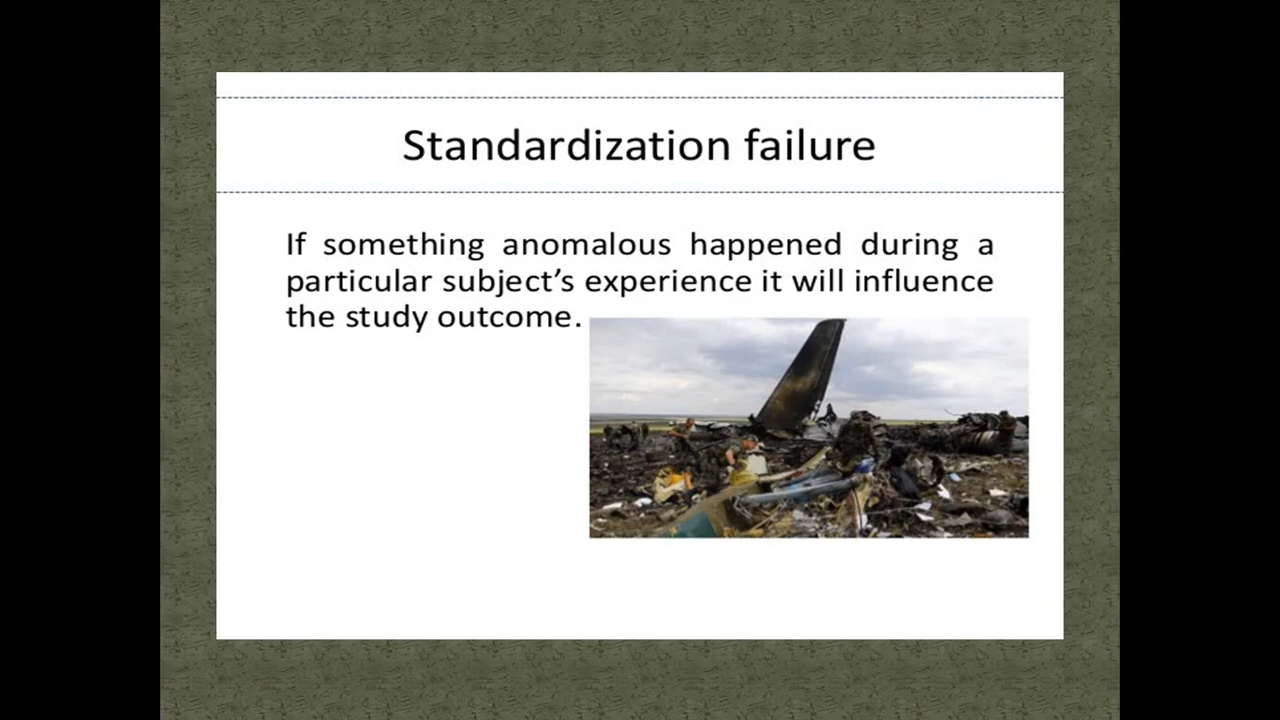 Standardization failure
If something anomalous happened during a
particular subject’s experience it will influence
the study outcome.